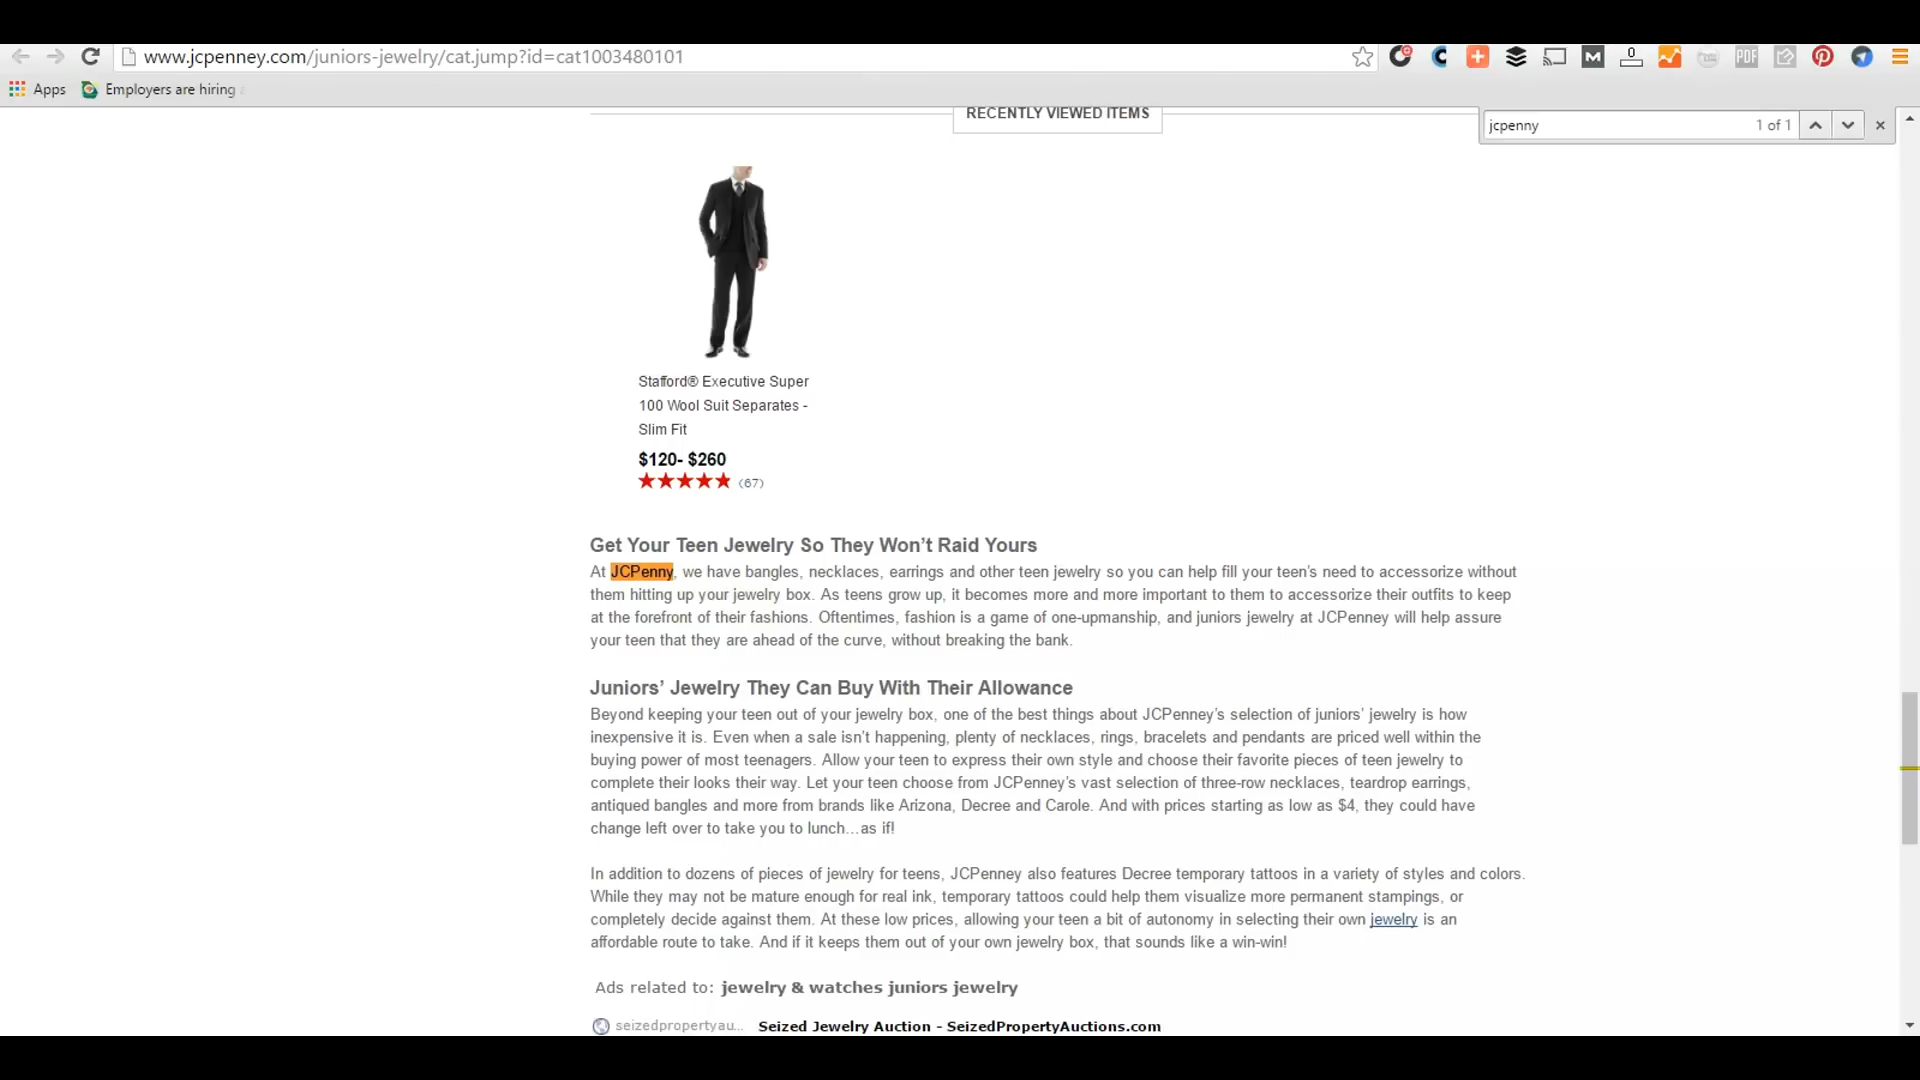 www.jcpenney.com/juniors-jewelry/cat.jump?id=cat1003480101
0
M
PDF
Apps
Employers are hiring
RECENTLY VIEWED ITEMS
jcpenny
1 of 1
Stafford® Executive Super
100 Wool Suit Separates -
Slim Fit
$120- $260
(67)
Get Your Teen Jewelry So They Won’t Raid Yours
At JCPenny, we have bangles, necklaces, earrings and other teen jewelry so you can help fill your teen’s need to accessorize without
them hitting up your jewelry box. As teens grow up, it becomes more and more important to them to accessorize their outfits to keep
at the forefront of their fashions. Oftentimes, fashion is a game of one-upmanship, and juniors jewelry at JCPenney will help assure
your teen that they are ahead of the curve, without breaking the bank.
Juniors’ Jewelry They Can Buy With Their Allowance
Beyond keeping your teen out of your jewelry box, one of the best things about JCPenney’s selection of juniors’ jewelry is how
inexpensive it is. Even when a sale isn’t happening, plenty of necklaces, rings, bracelets and pendants are priced well within the
buying power of most teenagers. Allow your teen to express their own style and choose their favorite pieces of teen jewelry to
complete their looks their way. Let your teen choose from JCPenney’s vast selection of three-row necklaces, teardrop earrings,
antiqued bangles and more from brands like Arizona, Decree and Carole. And with prices starting as low as $4, they could have
change left over to take you to lunch…as if!
In addition to dozens of pieces of jewelry for teens, JCPenney also features Decree temporary tattoos in a variety of styles and colors.
While they may not be mature enough for real ink, temporary tattoos could help them visualize more permanent stampings, or
completely decide against them. At these low prices, allowing your teen a bit of autonomy in selecting their own jewelry is an
affordable route to take. And if it keeps them out of your own jewelry box, that sounds like a win-win!
Ads related to: jewelry & watches juniors jewelry
seizedpropertyau... Seized Jewelry Auction - SeizedPropertyAuctions.com